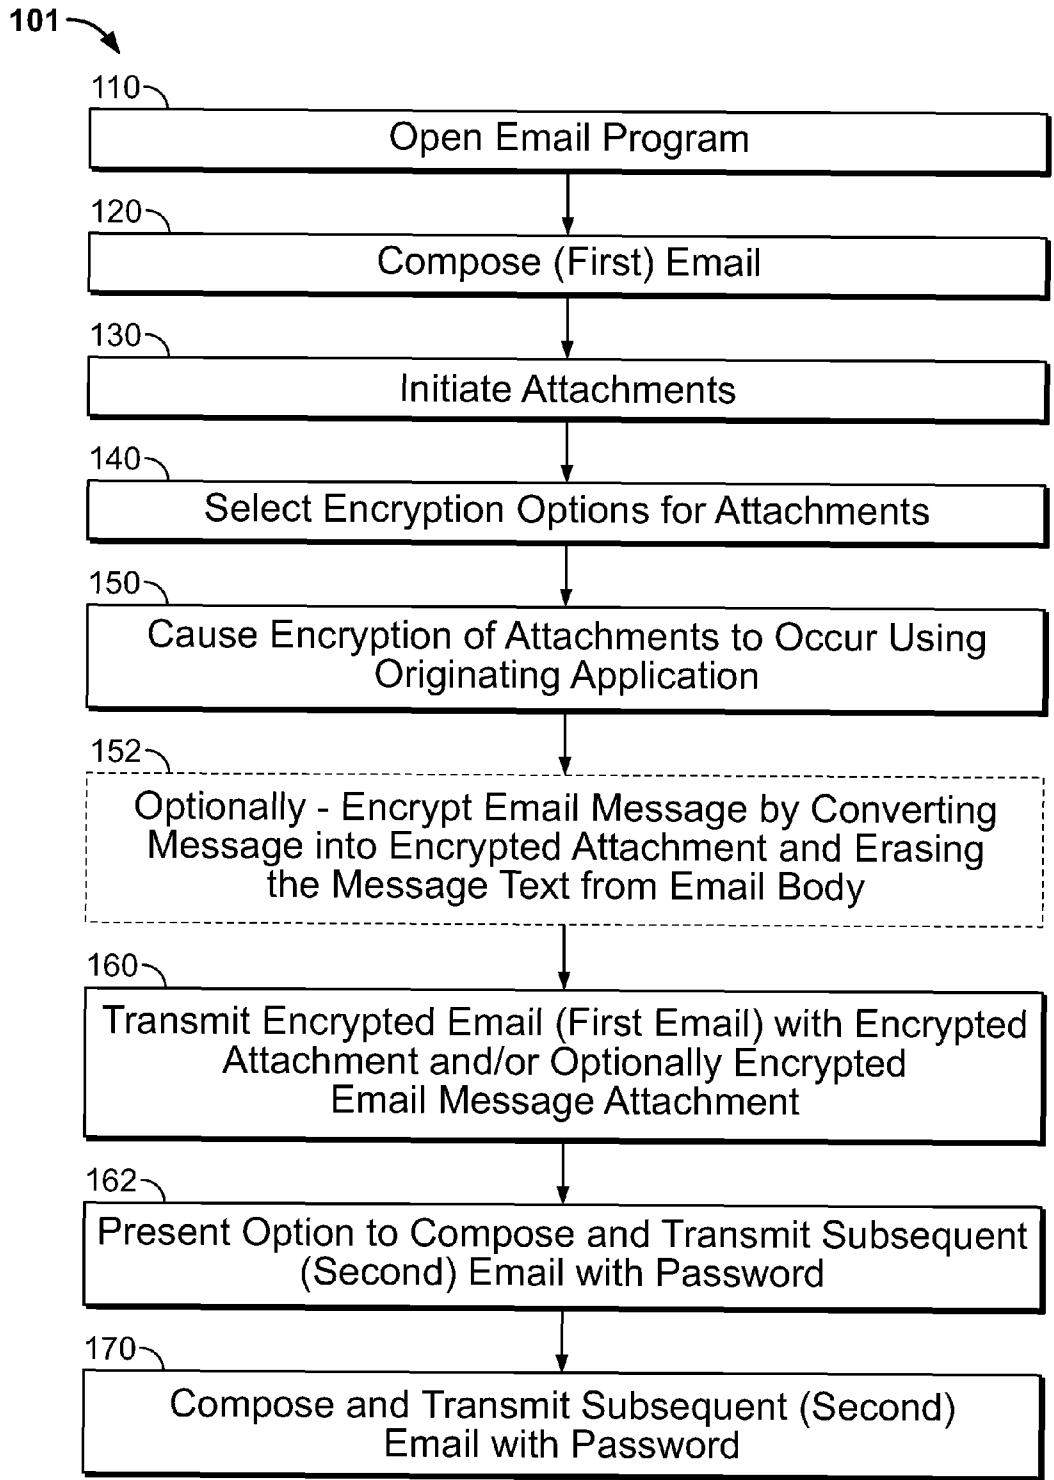 101
110
Open Email Program
120
Compose (First) Email
130
Initiate Attachments
140
Select Encryption Options for Attachments
150
Cause Encryption of Attachments to Occur Using
Originating Application
152
Optionally - Encrypt Email Message by Converting
Message into Encrypted Attachment and Erasing
the Message Text from Email Body
160
Transmit Encrypted Email (First Email) with Encrypted
Attachment and/or Optionally Encrypted
Email Message Attachment
162
Present Option to Compose and Transmit Subsequent
(Second) Email with Password
170
Compose and Transmit Subsequent (Second)
Email with Password